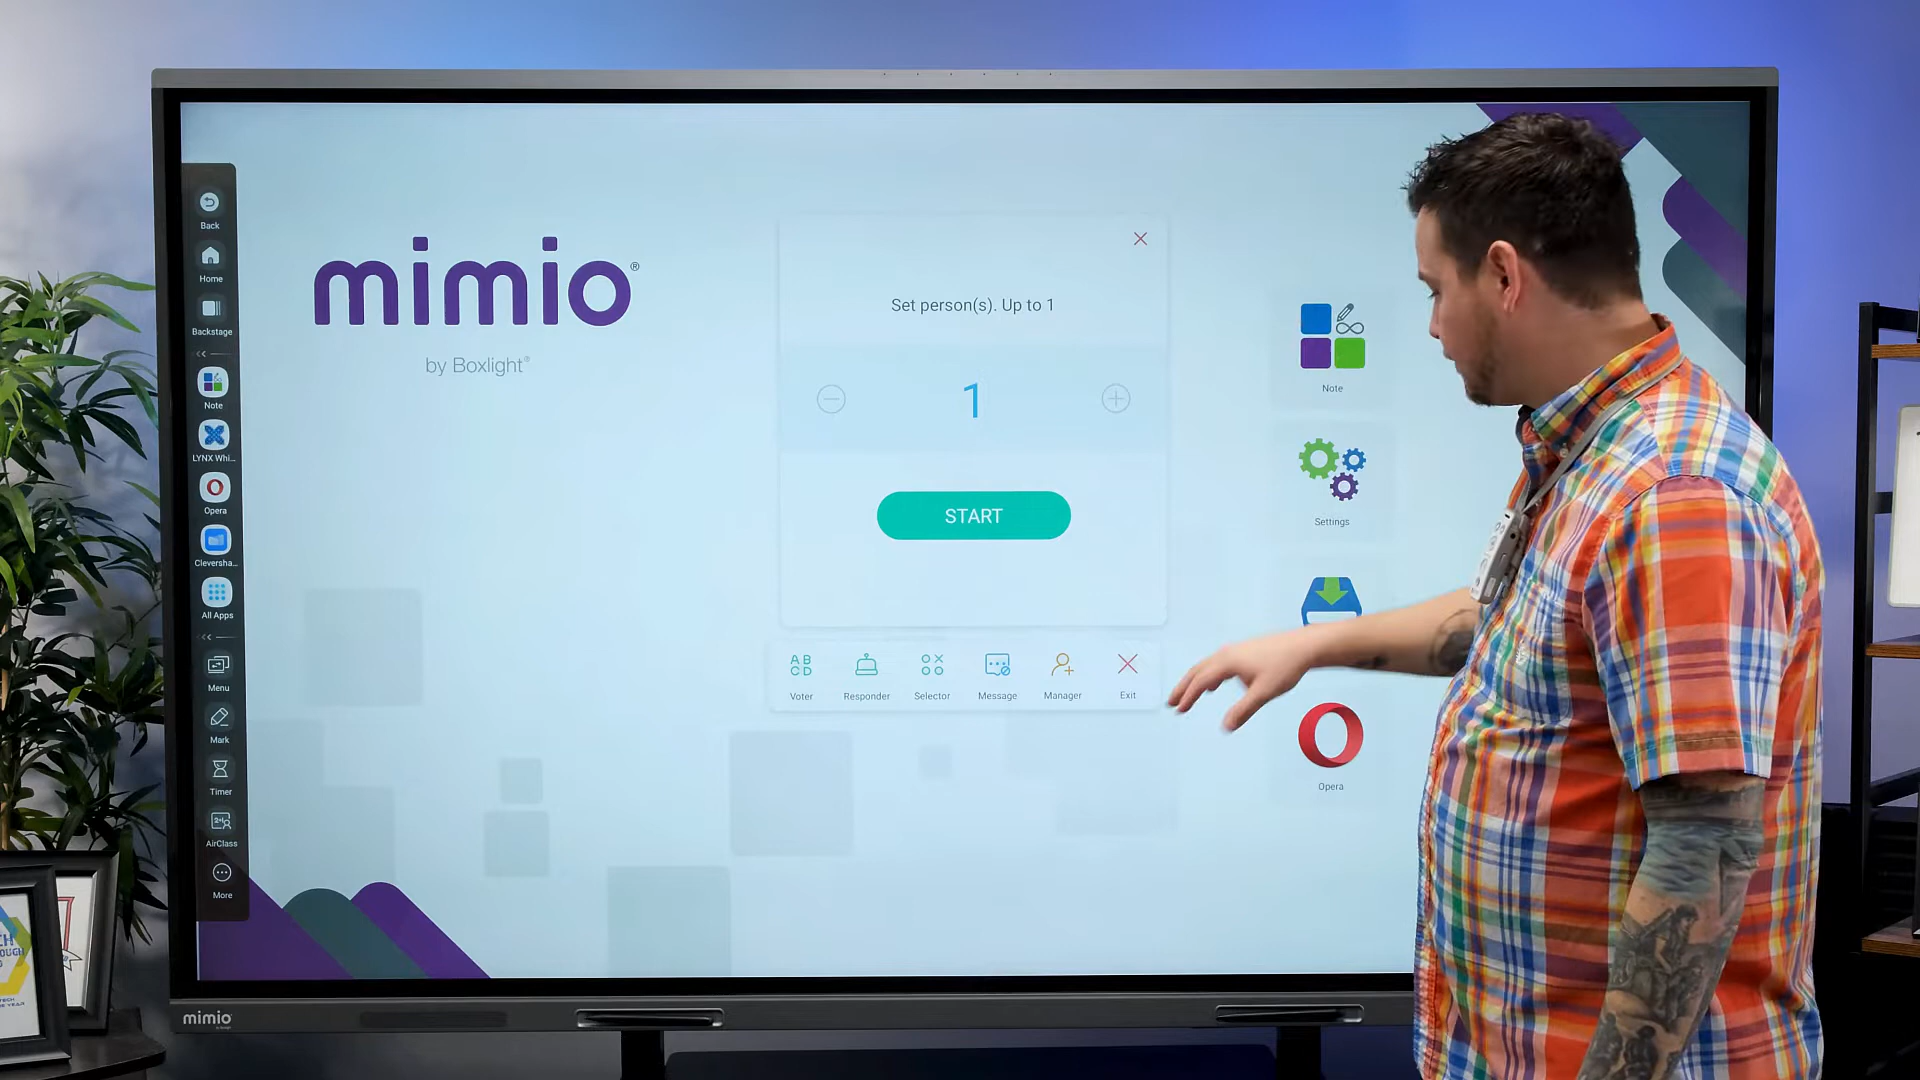 Back
Home
Backstage
Note
LYNX Whi...
Opera
Cleversha...
All Apps
Menu
Mark
Timer
AirClass
More
mimio®
by Boxlight®
Set person(s). Up to 1
1
START
A B
C D
Voter
Responder
Selector
Message
Manager
Exit
Note
Settings
Opera
mimio